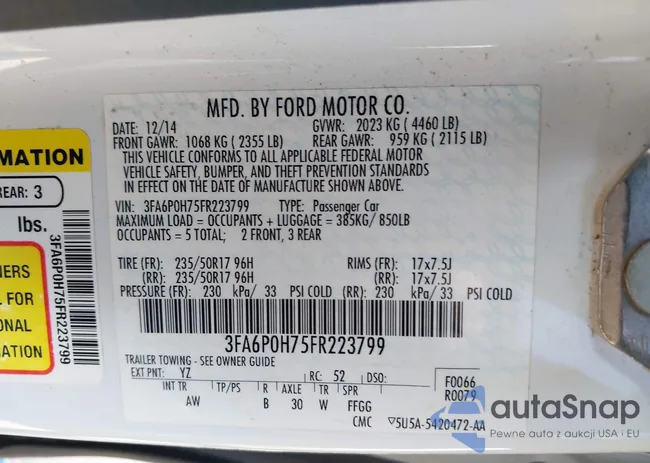 MFD. BY FORD MOTOR CO.
DATE: 12/14 GVWR: 2023 KG ( 4460 LB)
FRONT GAWR: 1068 KG ( 2355 LB) REAR GAWR: 959 KG ( 2115 LB)
THIS VEHICLE CONFORMS TO ALL APPLICABLE FEDERAL MOTOR
VEHICLE SAFETY, BUMPER, AND THEFT PREVENTION STANDARDS
IN EFFECT ON THE DATE OF MANUFACTURE SHOWN ABOVE.
VIN: 3FA6P0H75FR223799 TYPE: Passenger Car
MAXIMUM LOAD = OCCUPANTS + LUGGAGE = 385KG/ 850LB
OCCUPANTS = 5 TOTAL; 2 FRONT, 3 REAR
TIRE (FR): 235/50R17 96H RIMS (FR): 17x7.5J
(RR): 235/50R17 96H (RR): 17x7.5J
PRESSURE (FR): 230 kPa/ 33 PSI COLD (RR): 230 kPa/ 33 PSI COLD
3FA6P0H75FR223799
TRAILER TOWING - SEE OWNER GUIDE
EXT PNT: YZ RC: 52 DSO: F0066
R0079
INT TR TP/PS R AXLE TR SPR
AW B 30 W FFGG
CMC ▽5U5A-5420472-AA
RMATION
REAR: 3
lbs.
3FA6P0H75FR223799
NERS
L FOR
ONAL
ATION
autoSnap
Pewne auta z aukcji USA i EU